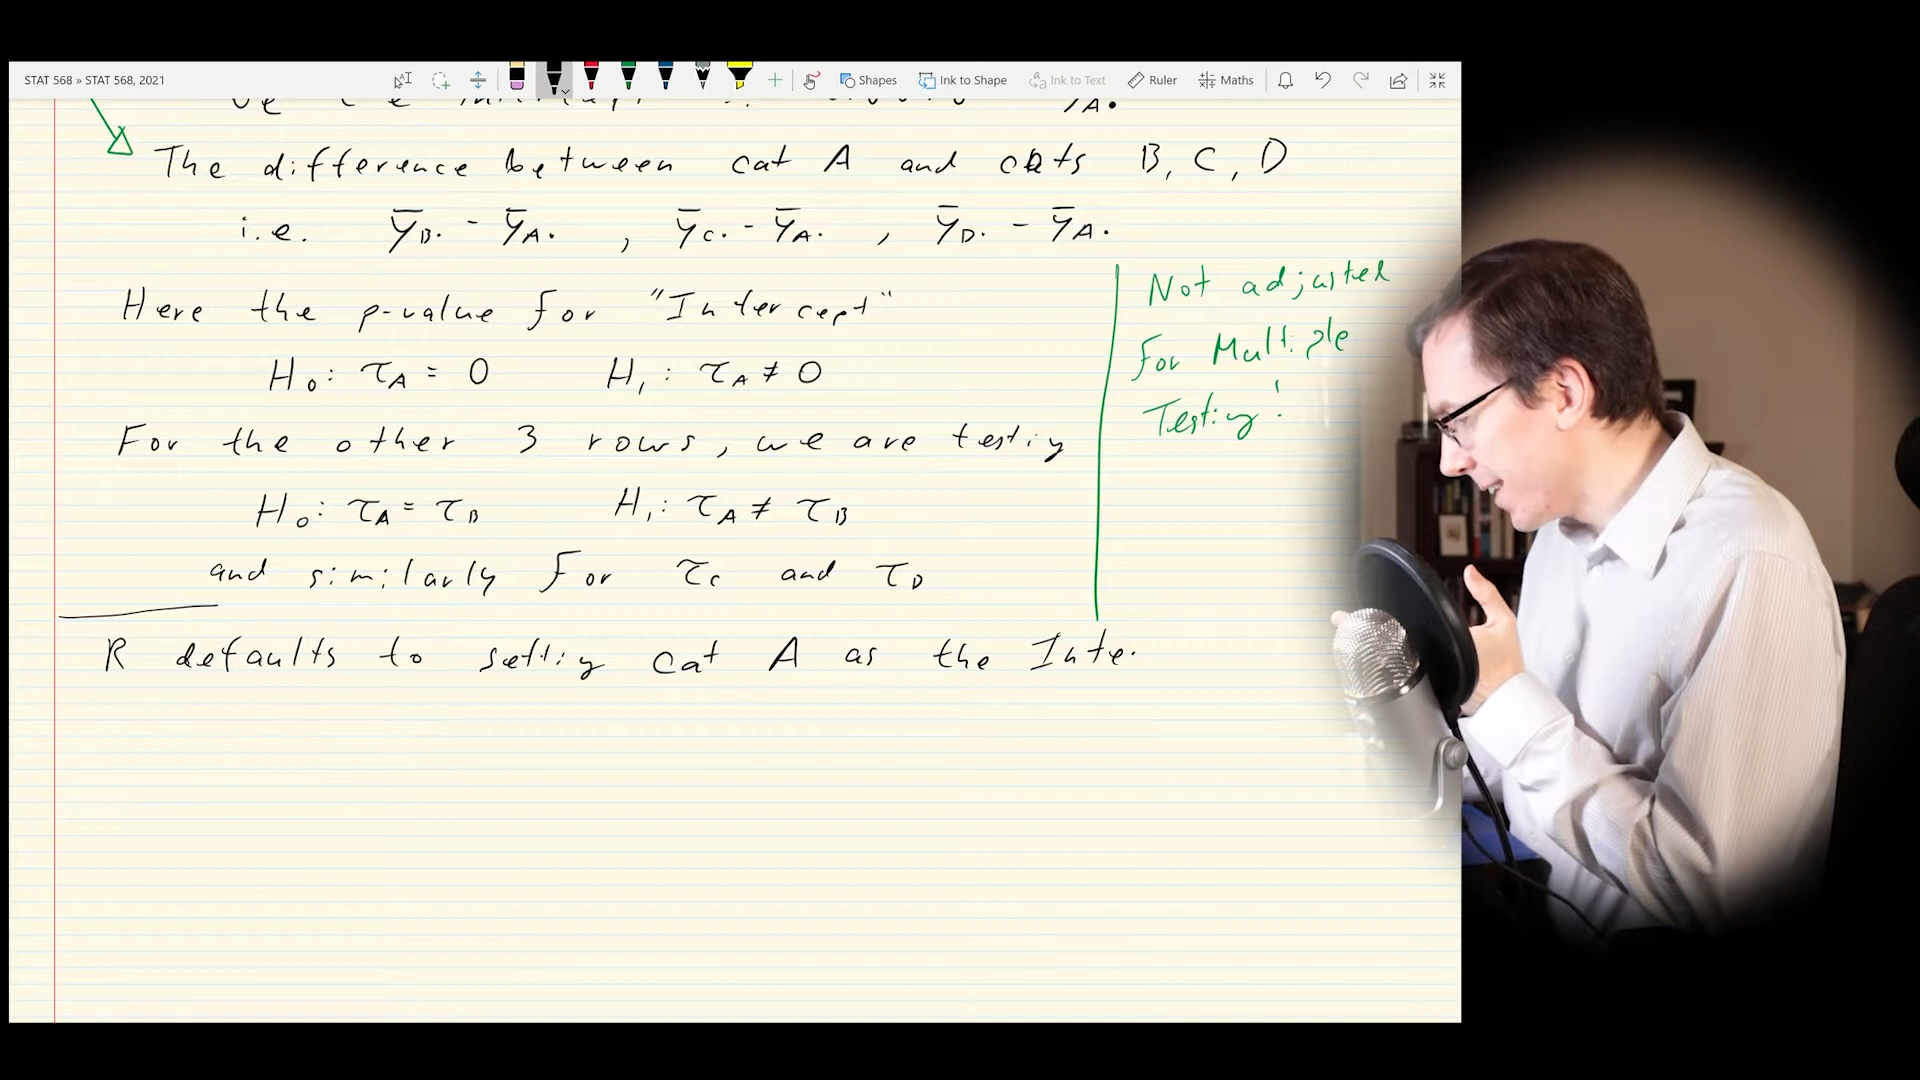 STAT 568 » STAT 568, 2021 Shapes Ink to Shape Ink to Text Ruler Maths
ȳA.
The difference between cat A and cats B, C, D
i.e. ȳB. - ȳA. , ȳC. - ȳA. , ȳD. - ȳA.
Here the p-value for "Intercept"
H0: τA = 0 H1: τA ≠ 0
For the other 3 rows, we are testing
H0: τA = τB H1: τA ≠ τB
and similarly for τC and τD
Not adjusted
for Multiple
Testing!
R defaults to setting cat A as the Inte.